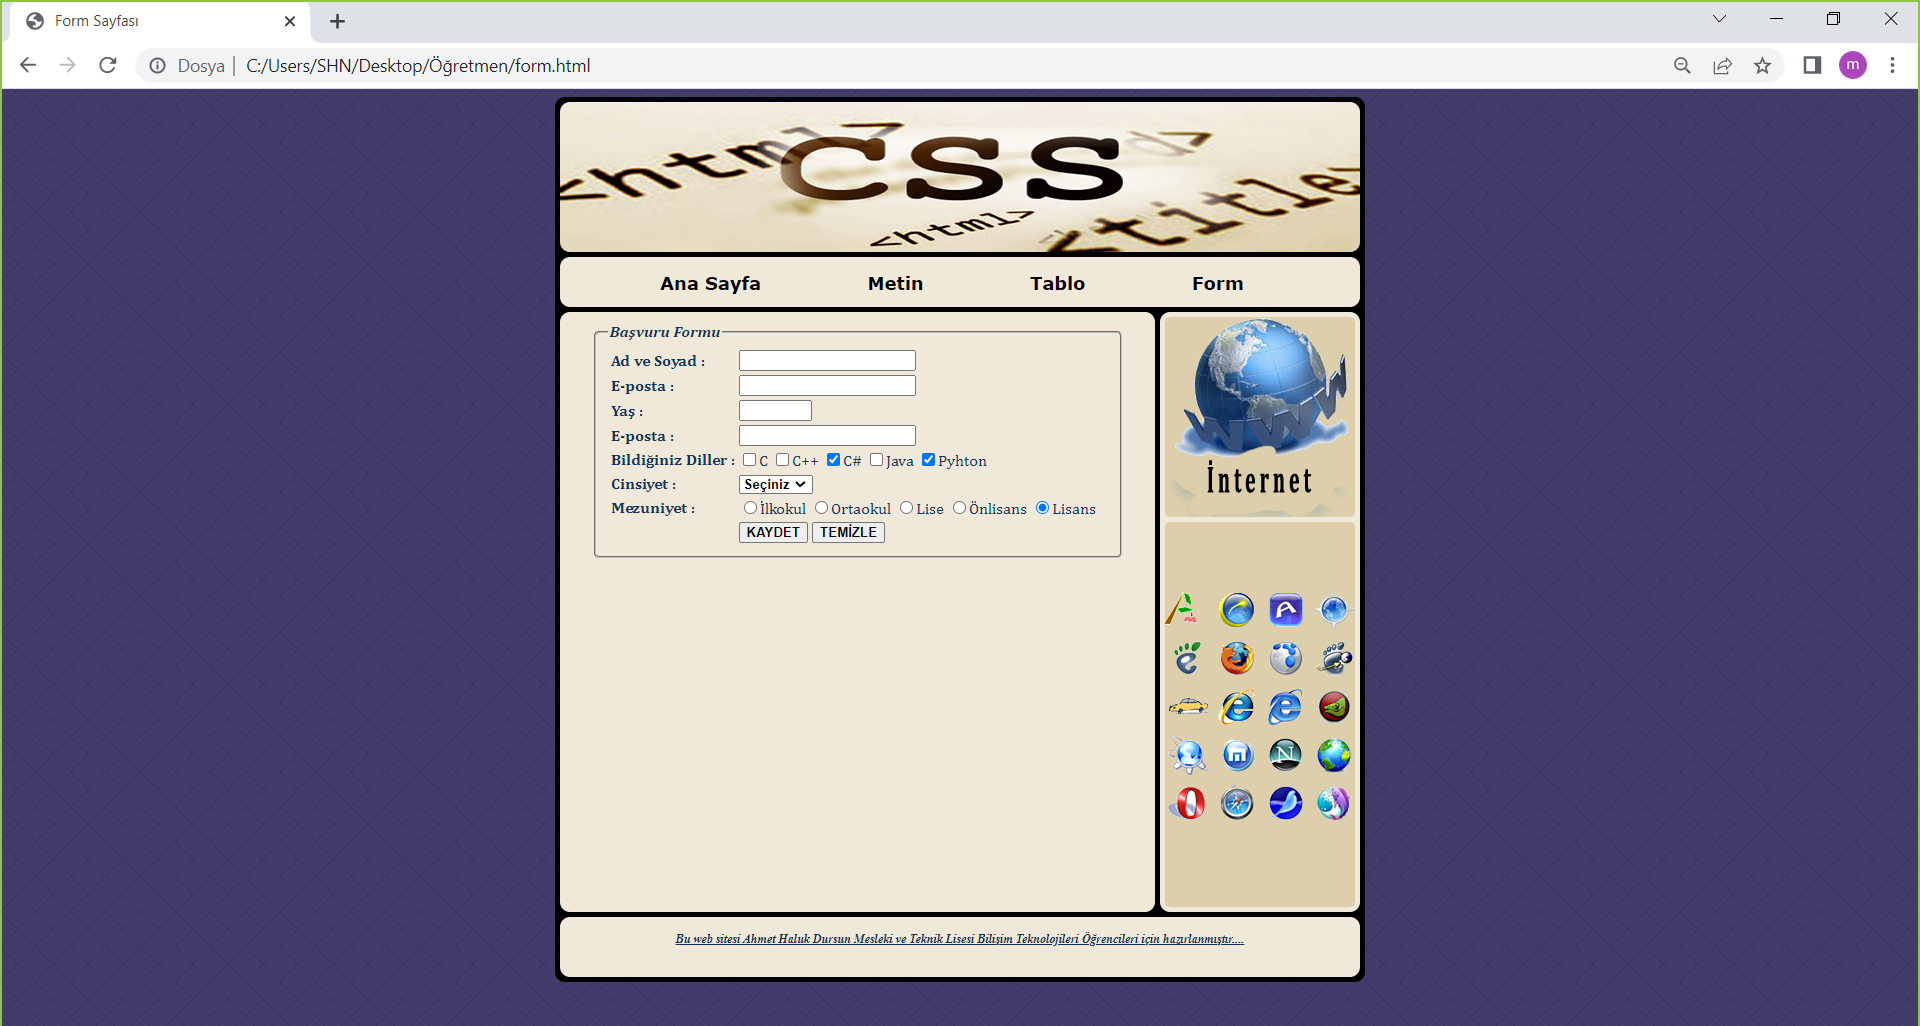 Form Sayfası
Dosya | C:/Users/SHN/Desktop/Öğretmen/form.html
m
<html>
CSS
d>
<html>
<title>
Ana Sayfa Metin Tablo Form
Başvuru Formu
Ad ve Soyad :
E-posta :
Yaş :
E-posta :
Bildiğiniz Diller : C C++ C# Java Pyhton
Cinsiyet : Seçiniz
Mezuniyet : İlkokul Ortaokul Lise Önlisans Lisans
KAYDET TEMİZLE
WWW
İnternet
Bu web sitesi Ahmet Haluk Dursun Mesleki ve Teknik Lisesi Bilişim Teknolojileri Öğrencileri için hazırlanmıştır....